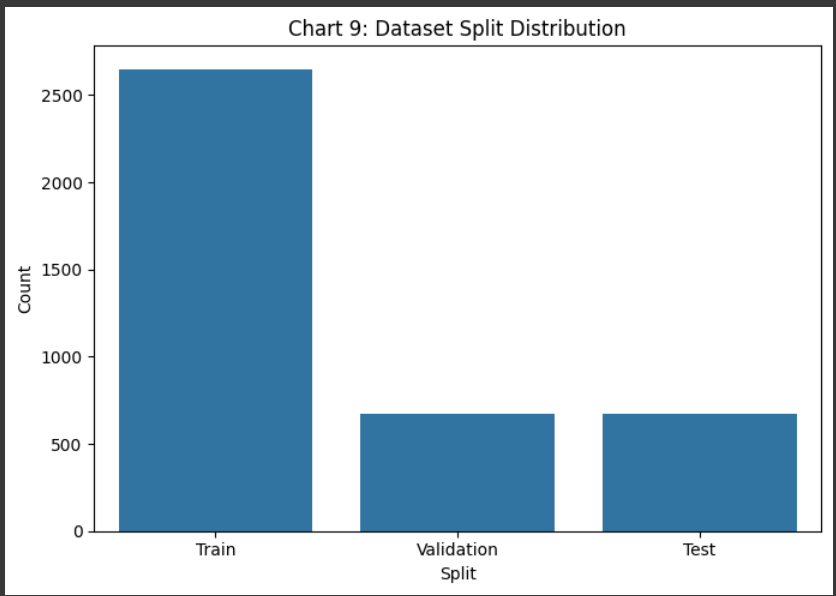 Chart 9: Dataset Split Distribution
2500
2000
1500
1000
500
0
Count
Train Validation Test
Split